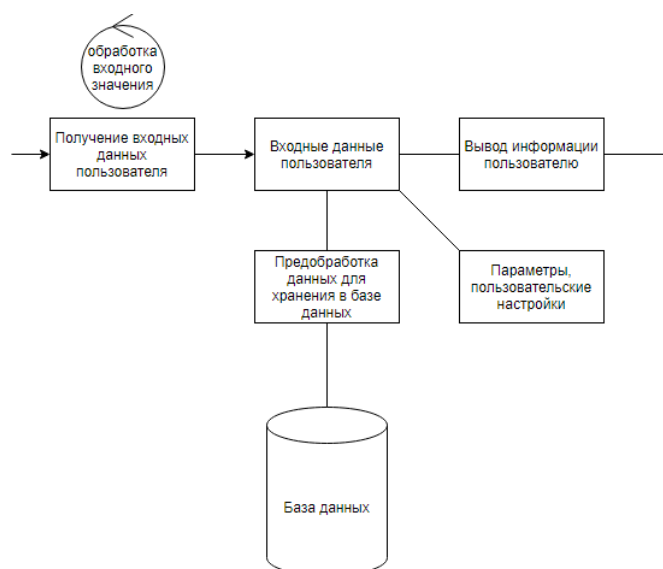 обработка
входного
значения
Получение входных
данных
пользователя
Входные данные
пользователя
Вывод информации
пользователю
Предобработка
данных для
хранения в базе
данных
Параметры,
пользовательские
настройки
База данных